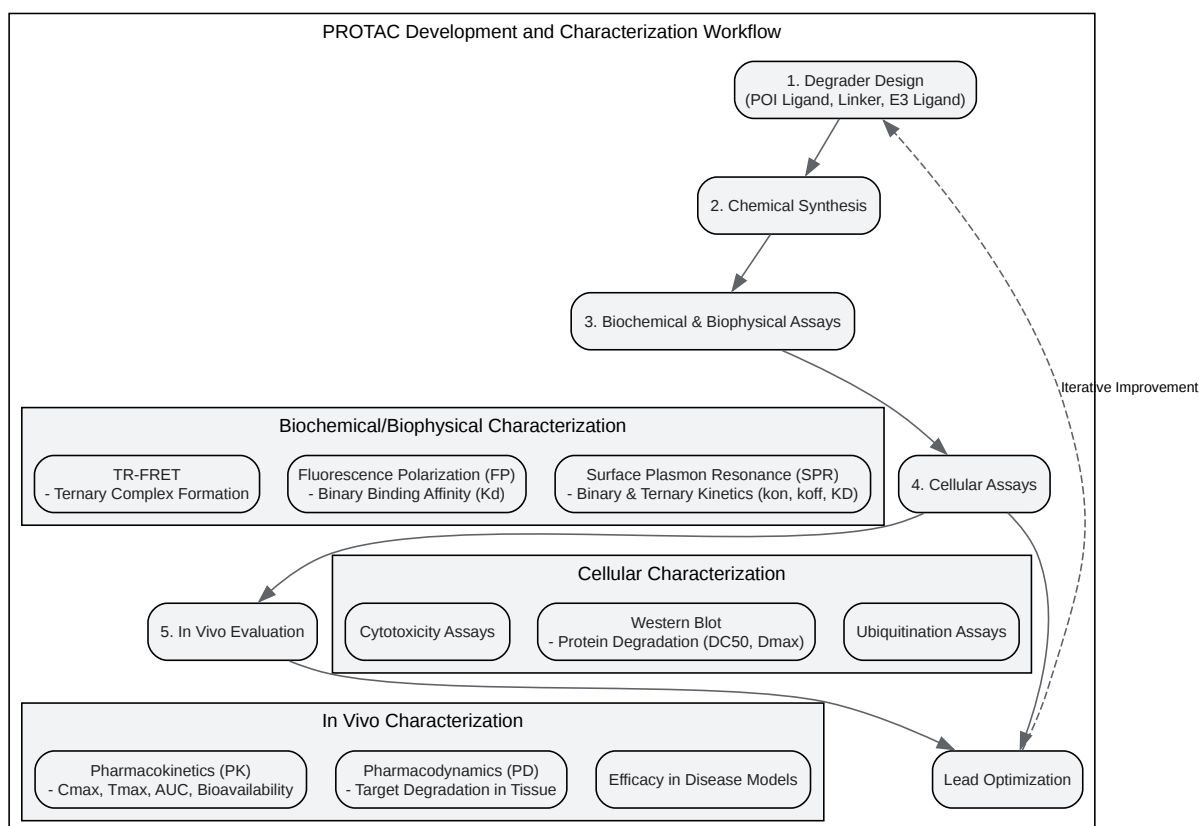 PROTAC Development and Characterization Workflow
1. Degrader Design
(POI Ligand, Linker, E3 Ligand)
2. Chemical Synthesis
3. Biochemical & Biophysical Assays
Iterative Improvement
Biochemical/Biophysical Characterization
TR-FRET
- Ternary Complex Formation
Fluorescence Polarization (FP)
- Binary Binding Affinity (Kd)
Surface Plasmon Resonance (SPR)
- Binary & Ternary Kinetics (kon, koff, KD)
4. Cellular Assays
Cellular Characterization
5. In Vivo Evaluation
Cytotoxicity Assays
Western Blot
- Protein Degradation (DC50, Dmax)
Ubiquitination Assays
In Vivo Characterization
Pharmacokinetics (PK)
- Cmax, Tmax, AUC, Bioavailability
Pharmacodynamics (PD)
- Target Degradation in Tissue
Efficacy in Disease Models
Lead Optimization